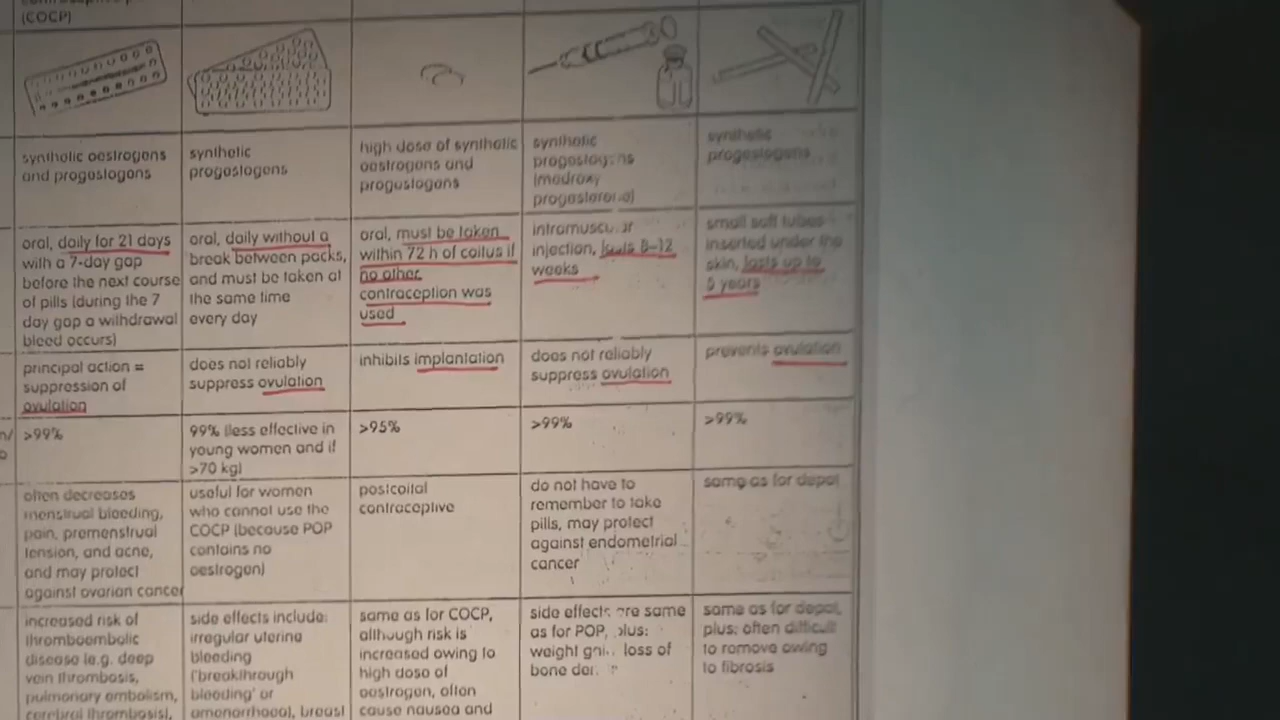 (COCP)
synthetic oestrogens
and progestogens
synthetic
progestogens
high dose of synthetic
oestrogens and
progestogens
synthetic
progestogens
(medroxy
progesterone)
synthetic
progestogens
oral, daily for 21 days
with a 7-day gap
before the next course
of pills (during the 7
day gap a withdrawal
bleed occurs)
oral, daily without a
break between packs,
and must be taken at
the same time
every day
oral, must be taken
within 72 h of coitus if
no other
contraception was
used
intramuscular
injection, lasts 8–12
weeks
small soft tubes
inserted under the
skin, lasts up to
5 years
principal action =
suppression of
ovulation
does not reliably
suppress ovulation
inhibits implantation
does not reliably
suppress ovulation
prevents ovulation
>99%
99% (less effective in
young women and if
>70 kg)
>95%
>99%
>99%
often decreases
menstrual bleeding,
pain, premenstrual
tension, and acne,
and may protect
against ovarian cancer
useful for women
who cannot use the
COCP (because POP
contains no
oestrogen)
postcoital
contraceptive
do not have to
remember to take
pills, may protect
against endometrial
cancer
same as for depot
increased risk of
thromboembolic
disease (e.g. deep
vein thrombosis,
pulmonary embolism,
cerebral thrombosis),
side effects include:
irregular uterine
bleeding
('breakthrough
bleeding' or
amenorrhoea), breast
same as for COCP,
although risk is
increased owing to
high dose of
oestrogen, often
cause nausea and
side effects are same
as for POP, plus:
weight gain, loss of
bone
same as for depot,
plus: often difficult
to remove owing
to fibrosis